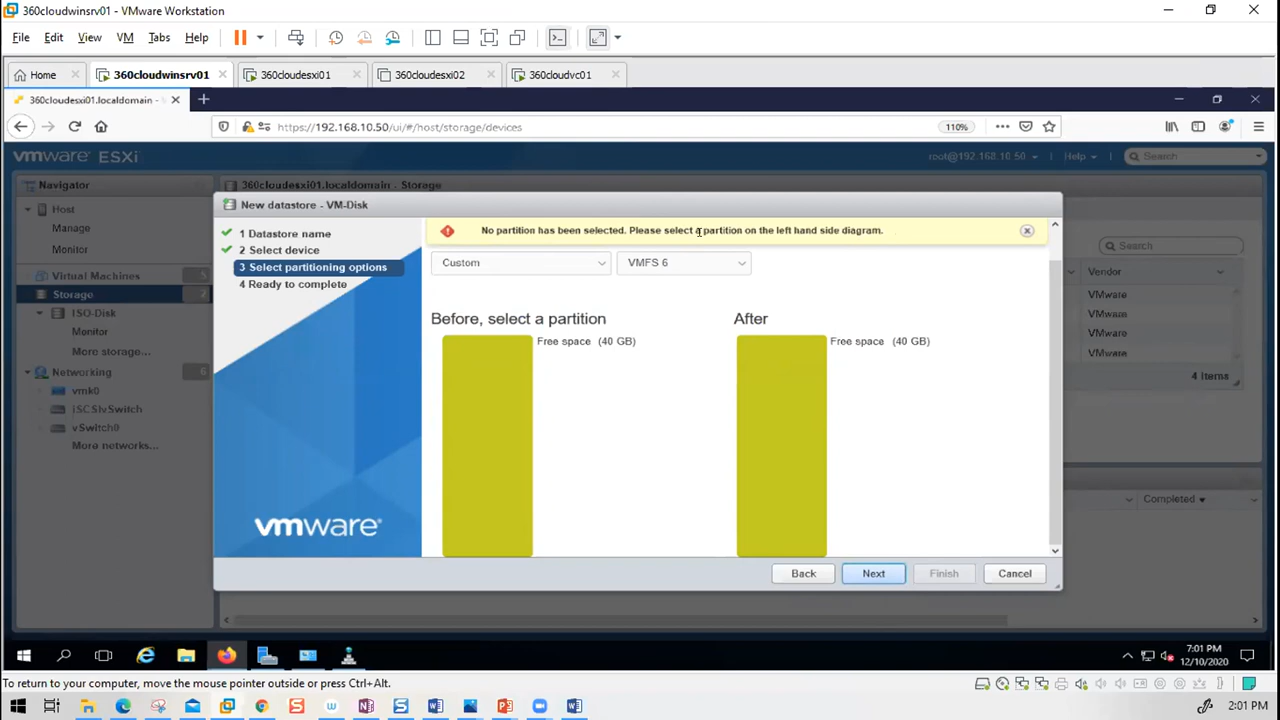 360cloudwinsrv01 - VMware Workstation
File Edit View VM Tabs Help
Home 360cloudwinsrv01 360cloudesxi01 360cloudesxi02 360cloudvc01
360cloudesxi01.localdomain -
https://192.168.10.50/ui/#/host/storage/devices 110%
vmware ESXi root@192.168.10.50 Help Search
Navigator
360cloudesxi01.localdomain - Storage
Host
Manage
Monitor
Virtual Machines 5
Storage 2
ISO-Disk
Monitor
More storage...
Networking 6
vmk0
iSCSIvSwitch
vSwitch0
More networks...
New datastore - VM-Disk
1 Datastore name
2 Select device
3 Select partitioning options
4 Ready to complete
vmware
No partition has been selected. Please select a partition on the left hand side diagram.
Custom VMFS 6
Before, select a partition After
Free space (40 GB) Free space (40 GB)
Back Next Finish Cancel
Search
Vendor
VMware
VMware
VMware
VMware
4 items
Completed
7:01 PM
12/10/2020
To return to your computer, move the mouse pointer outside or press Ctrl+Alt.
2:01 PM